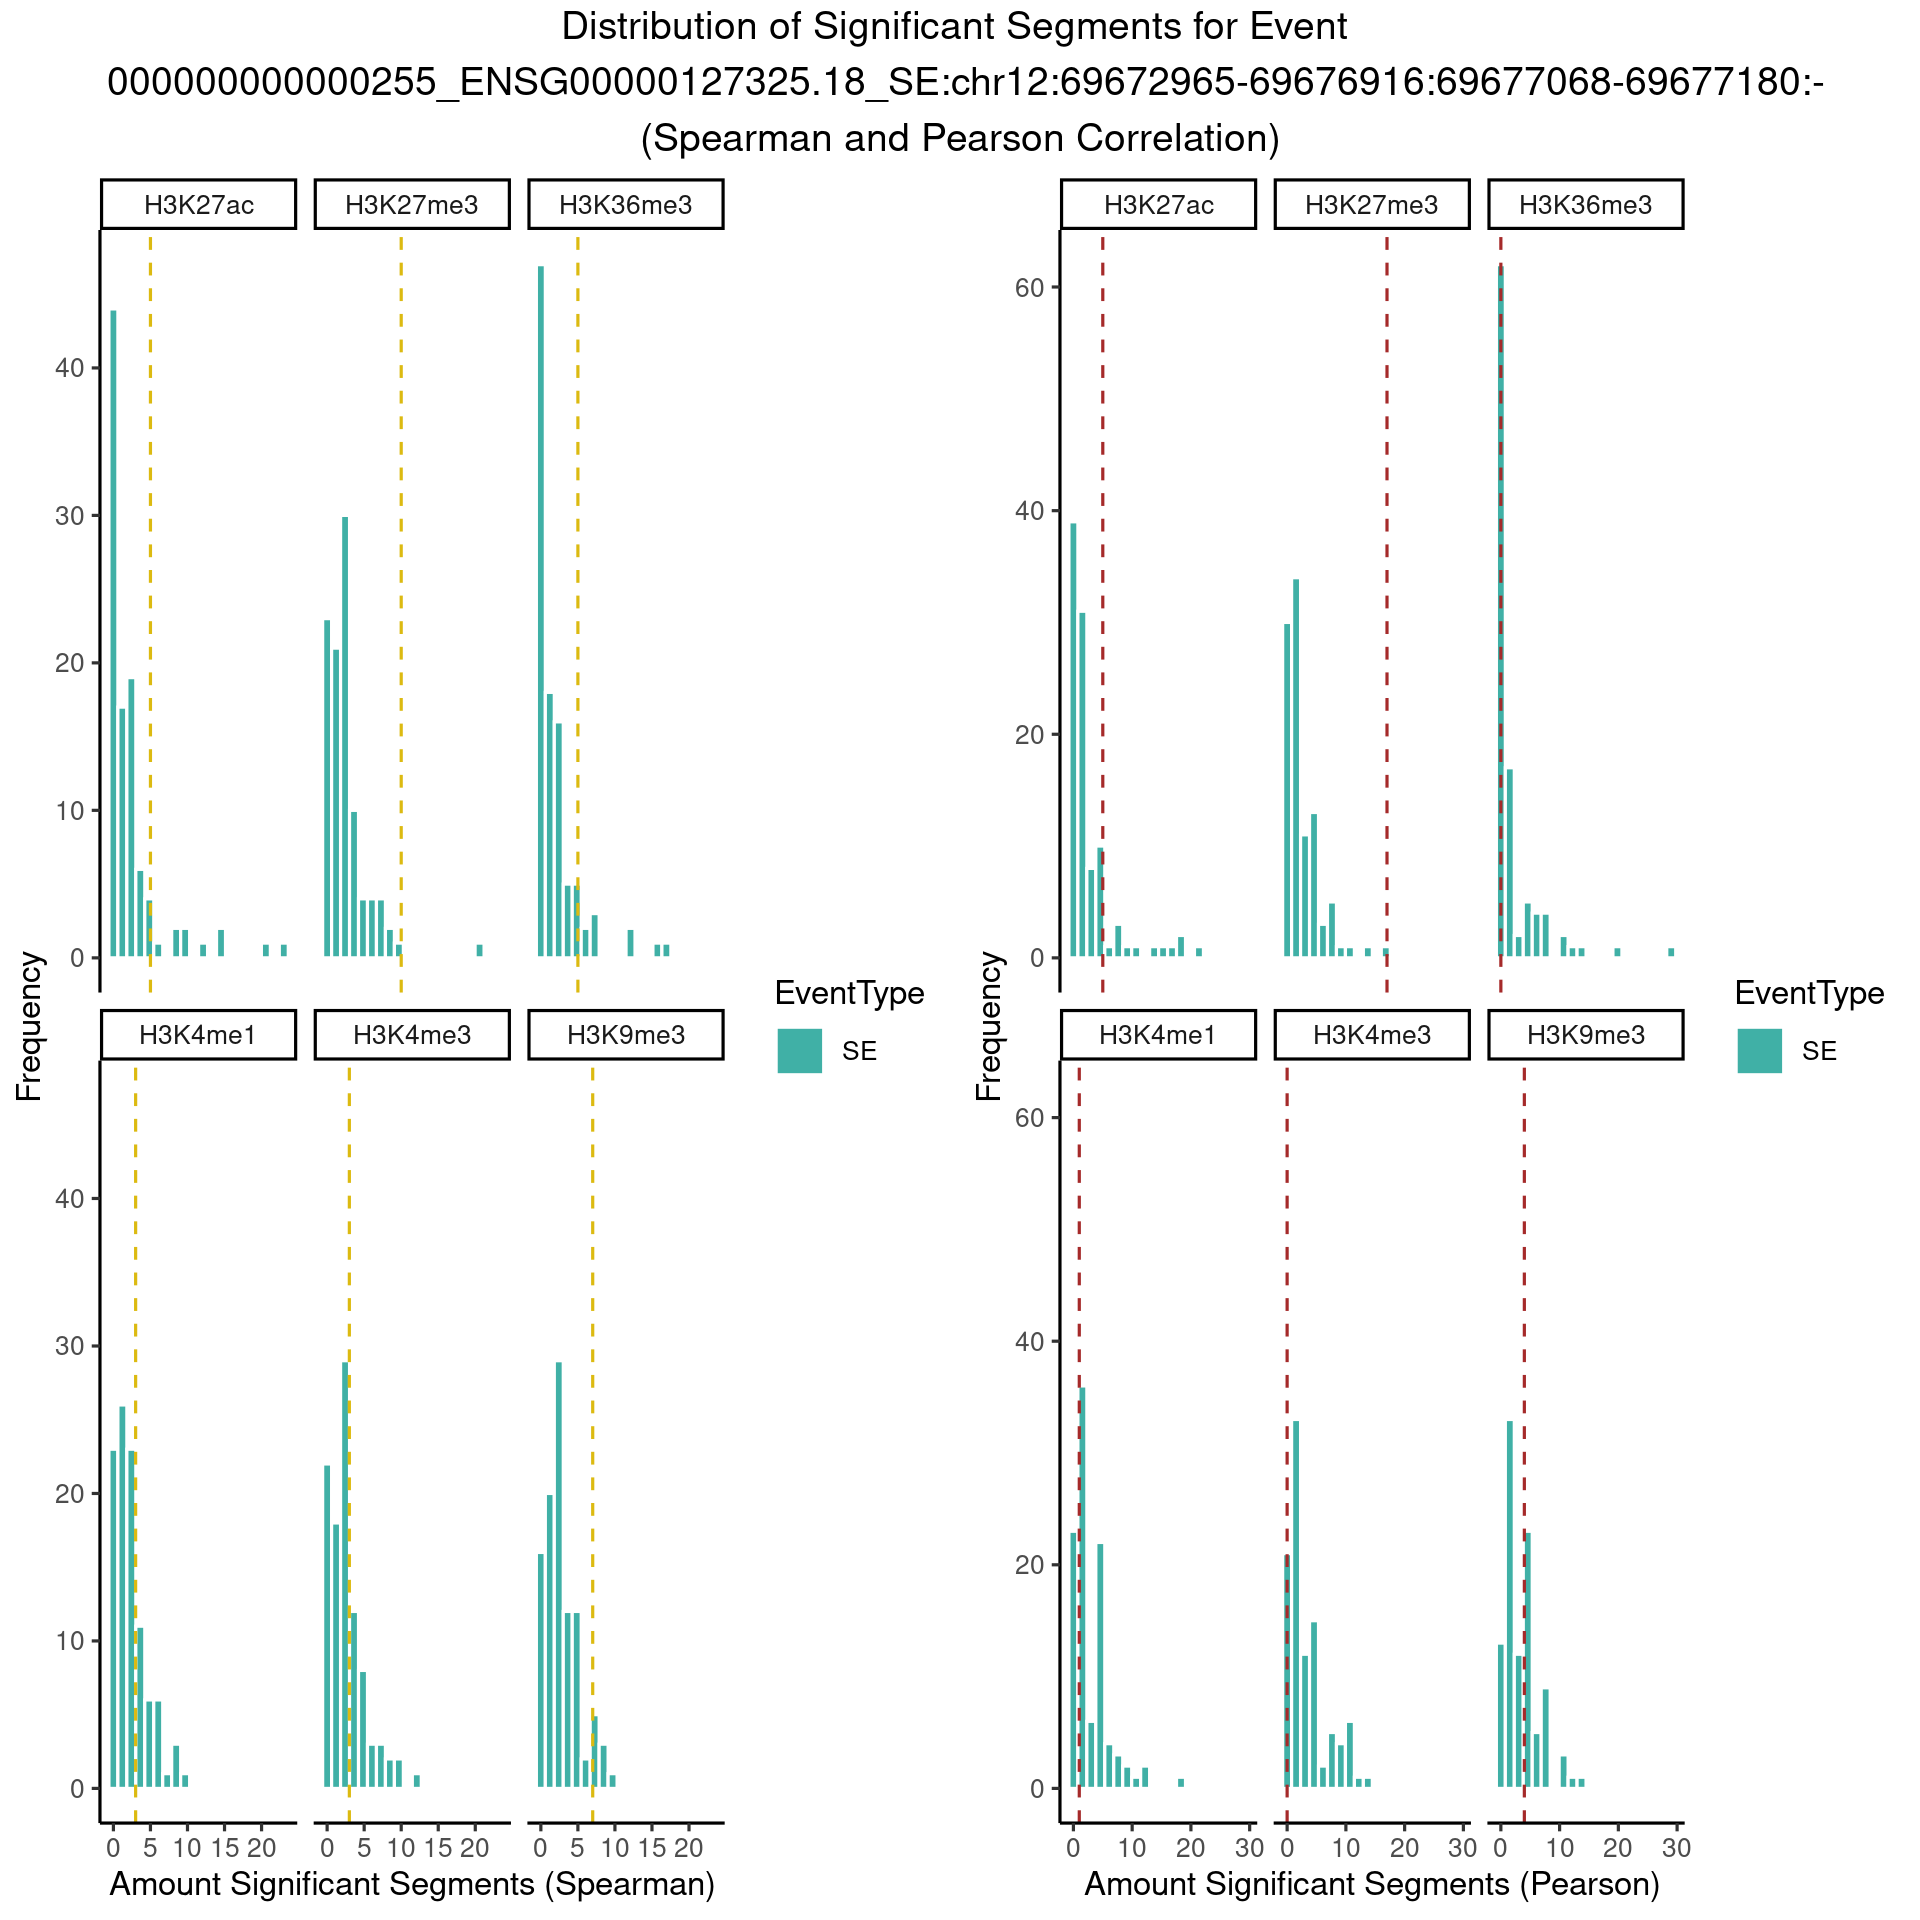 Distribution of Significant Segments for Event
000000000000255_ENSG00000127325.18_SE:chr12:69672965-69676916:69677068-69677180:-
(Spearman and Pearson Correlation)
H3K27ac
H3K27me3
H3K36me3
40
30
20
10
0
H3K4me1
H3K4me3
H3K9me3
40
30
20
10
0
0 5 10 15 20
0 5 10 15 20
0 5 10 15 20
Frequency
Amount Significant Segments (Spearman)
EventType
SE
H3K27ac
H3K27me3
H3K36me3
60
40
20
0
H3K4me1
H3K4me3
H3K9me3
60
40
20
0
0 10 20 30
0 10 20 30
0 10 20 30
Frequency
Amount Significant Segments (Pearson)
EventType
SE